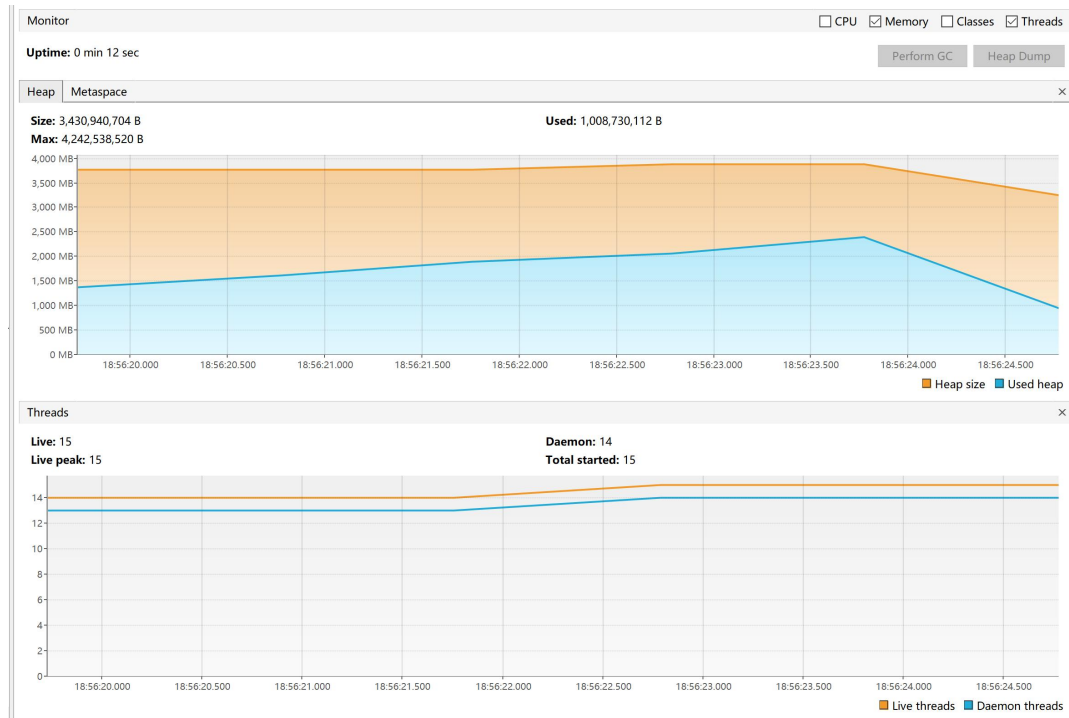 Monitor CPU Memory Classes Threads
Uptime: 0 min 12 sec Perform GC Heap Dump
Heap Metaspace
Size: 3,430,940,704 B Used: 1,008,730,112 B
Max: 4,242,538,520 B
4,000 MB
3,500 MB
3,000 MB
2,500 MB
2,000 MB
1,500 MB
1,000 MB
500 MB
0 MB
18:56:20.000 18:56:20.500 18:56:21.000 18:56:21.500 18:56:22.000 18:56:22.500 18:56:23.000 18:56:23.500 18:56:24.000 18:56:24.500
Heap size Used heap
Threads
Live: 15 Daemon: 14
Live peak: 15 Total started: 15
14
12
10
8
6
4
2
0
18:56:20.000 18:56:20.500 18:56:21.000 18:56:21.500 18:56:22.000 18:56:22.500 18:56:23.000 18:56:23.500 18:56:24.000 18:56:24.500
Live threads Daemon threads